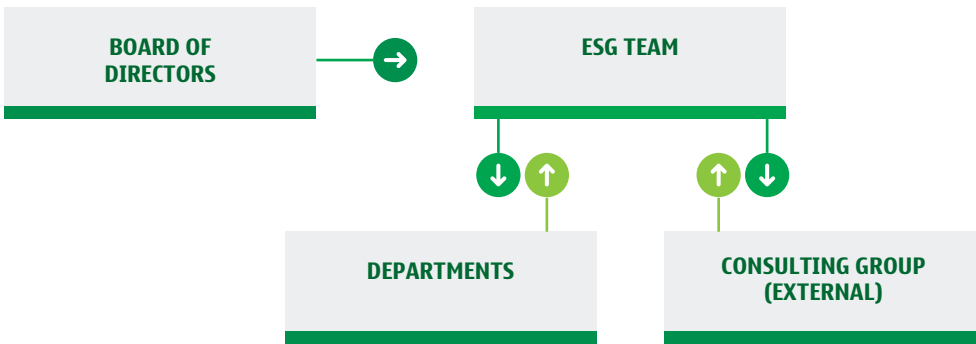 BOARD OF
DIRECTORS
ESG TEAM
DEPARTMENTS
CONSULTING GROUP
(EXTERNAL)